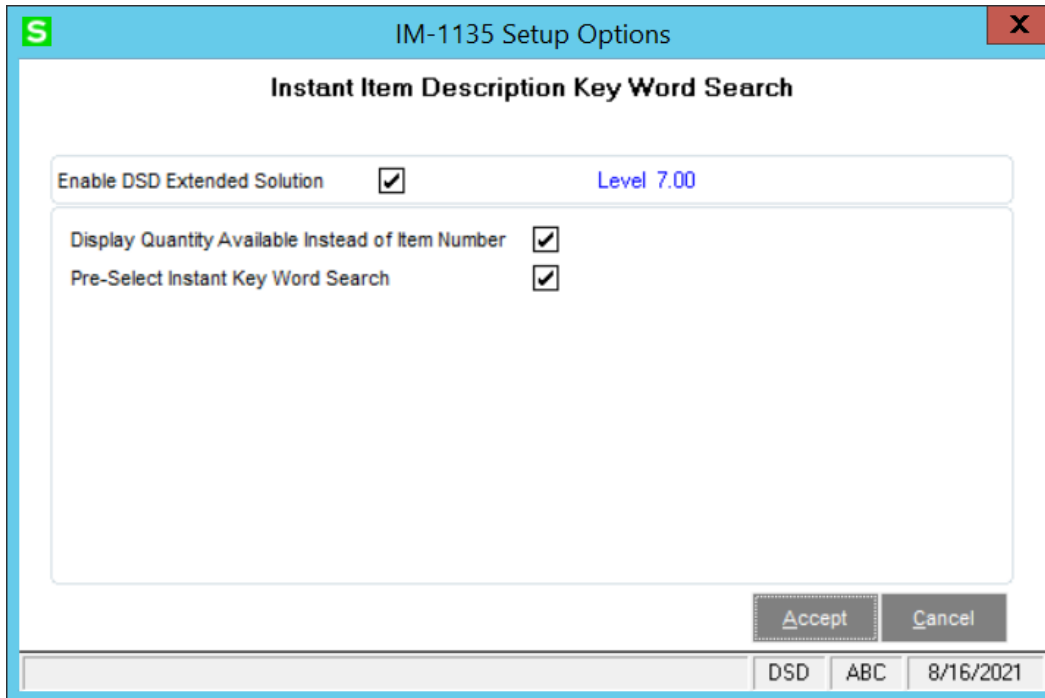 S
IM-1135 Setup Options
X
Instant Item Description Key Word Search
Enable DSD Extended Solution
Level 7.00
Display Quantity Available Instead of Item Number
Pre-Select Instant Key Word Search
Accept
Cancel
DSD
ABC
8/16/2021